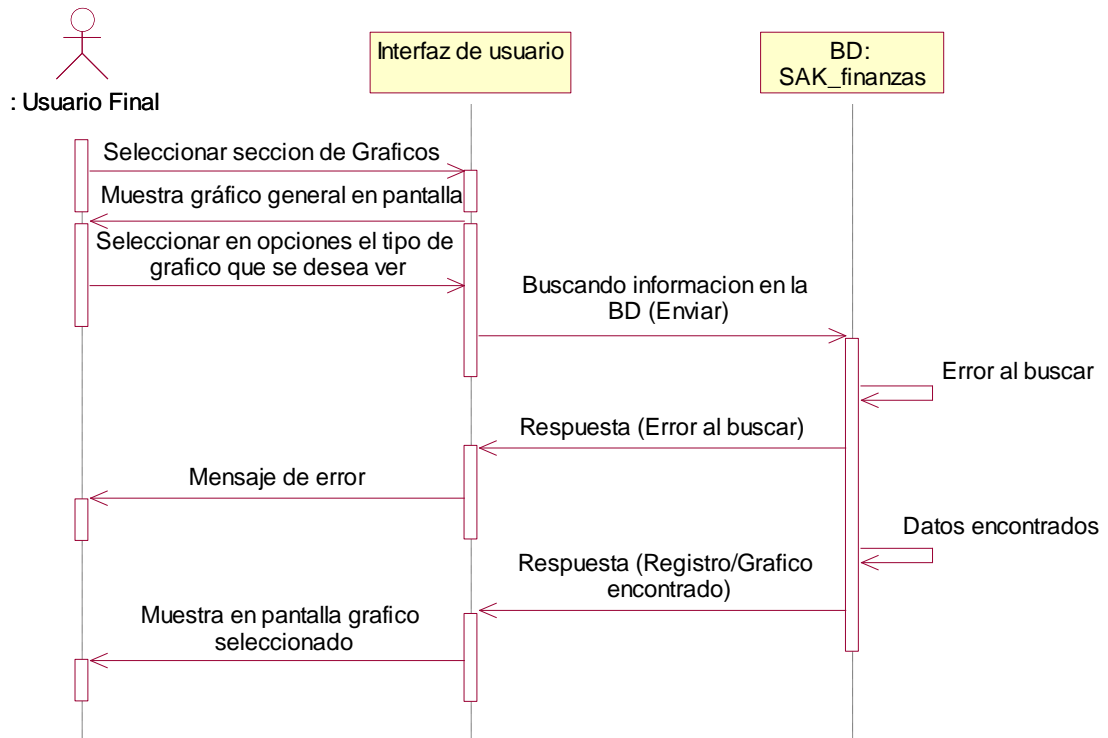 Interfaz de usuario
BD:
SAK_finanzas
: Usuario Final
Seleccionar seccion de Graficos
Muestra gráfico general en pantalla
Seleccionar en opciones el tipo de
grafico que se desea ver
Buscando informacion en la
BD (Enviar)
Error al buscar
Respuesta (Error al buscar)
Mensaje de error
Datos encontrados
Respuesta (Registro/Grafico
encontrado)
Muestra en pantalla grafico
seleccionado